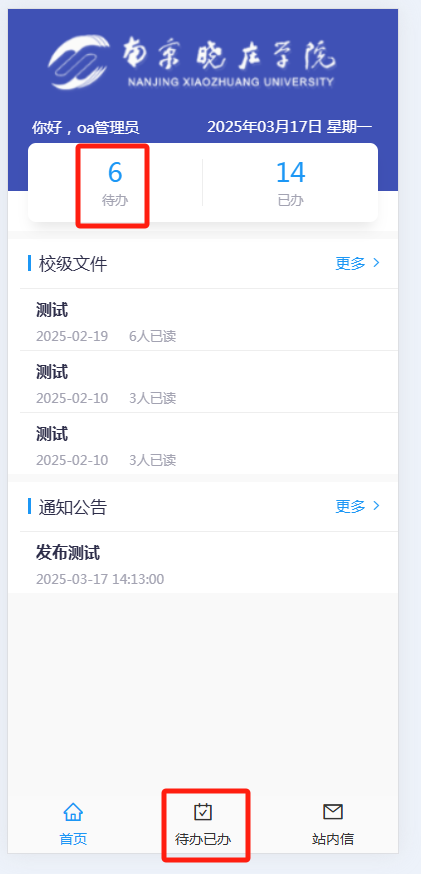 南京晓庄学院
NANJING XIAOZHUANG UNIVERSITY
你好，oa管理员 2025年03月17日 星期一
6 14
待办 已办
校级文件 更多
测试
2025-02-19 6人已读
测试
2025-02-10 3人已读
测试
2025-02-10 3人已读
通知公告 更多
发布测试
2025-03-17 14:13:00
首页 待办已办 站内信